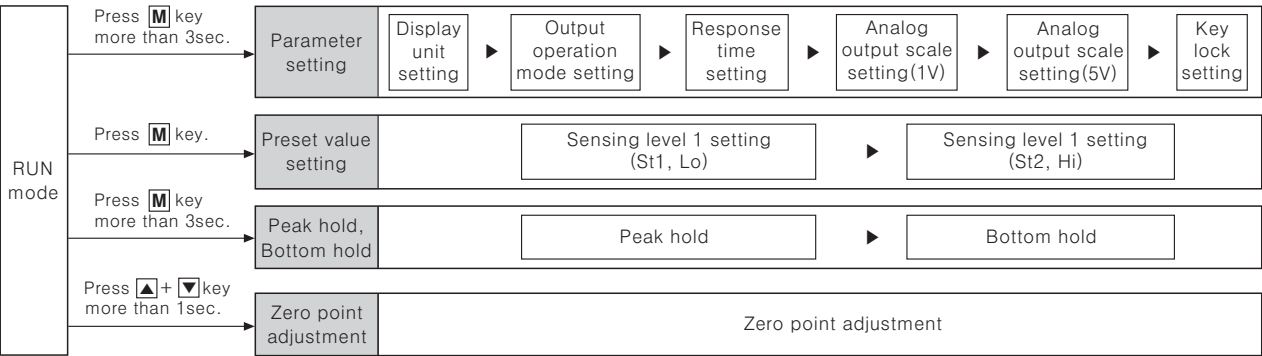 RUN
mode
Press M key
more than 3sec.
Parameter
setting
Display
unit
setting
▶
Output
operation
mode setting
▶
Response
time
setting
▶
Analog
output scale
setting(1V)
▶
Analog
output scale
setting(5V)
▶
Key
lock
setting
Press M key.
Preset value
setting
Sensing level 1 setting
(St1, Lo)
▶
Sensing level 1 setting
(St2, Hi)
Press M key
more than 3sec.
Peak hold,
Bottom hold
Peak hold
▶
Bottom hold
Press ▲+▼key
more than 1sec.
Zero point
adjustment
Zero point adjustment